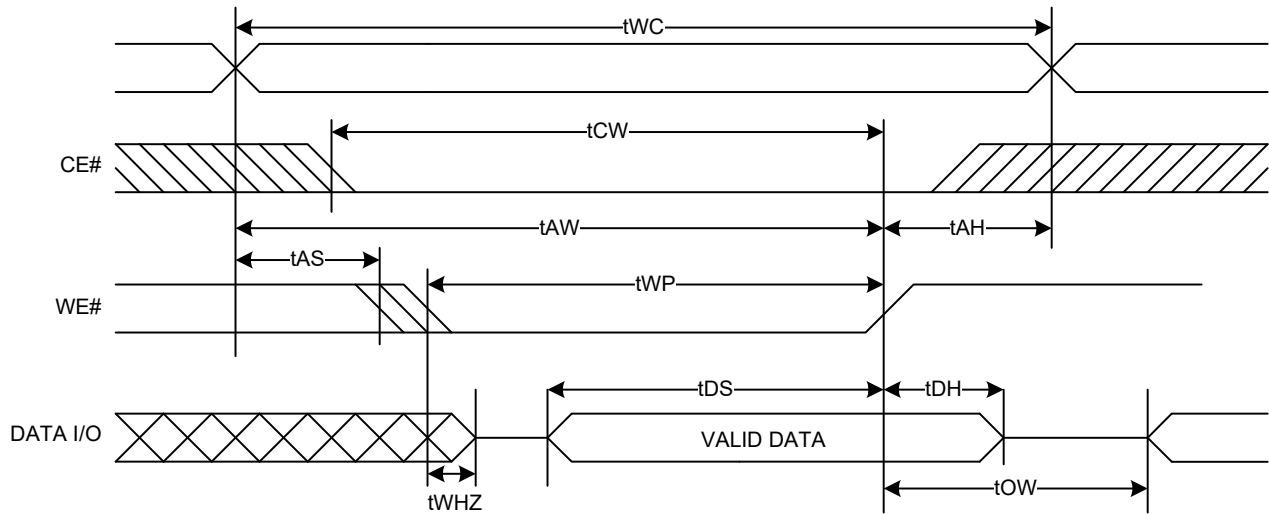 tWC
tCW
CE#
tAW
tAH
tAS
tWP
WE#
tDS
tDH
DATA I/O
VALID DATA
tWHZ
tOW